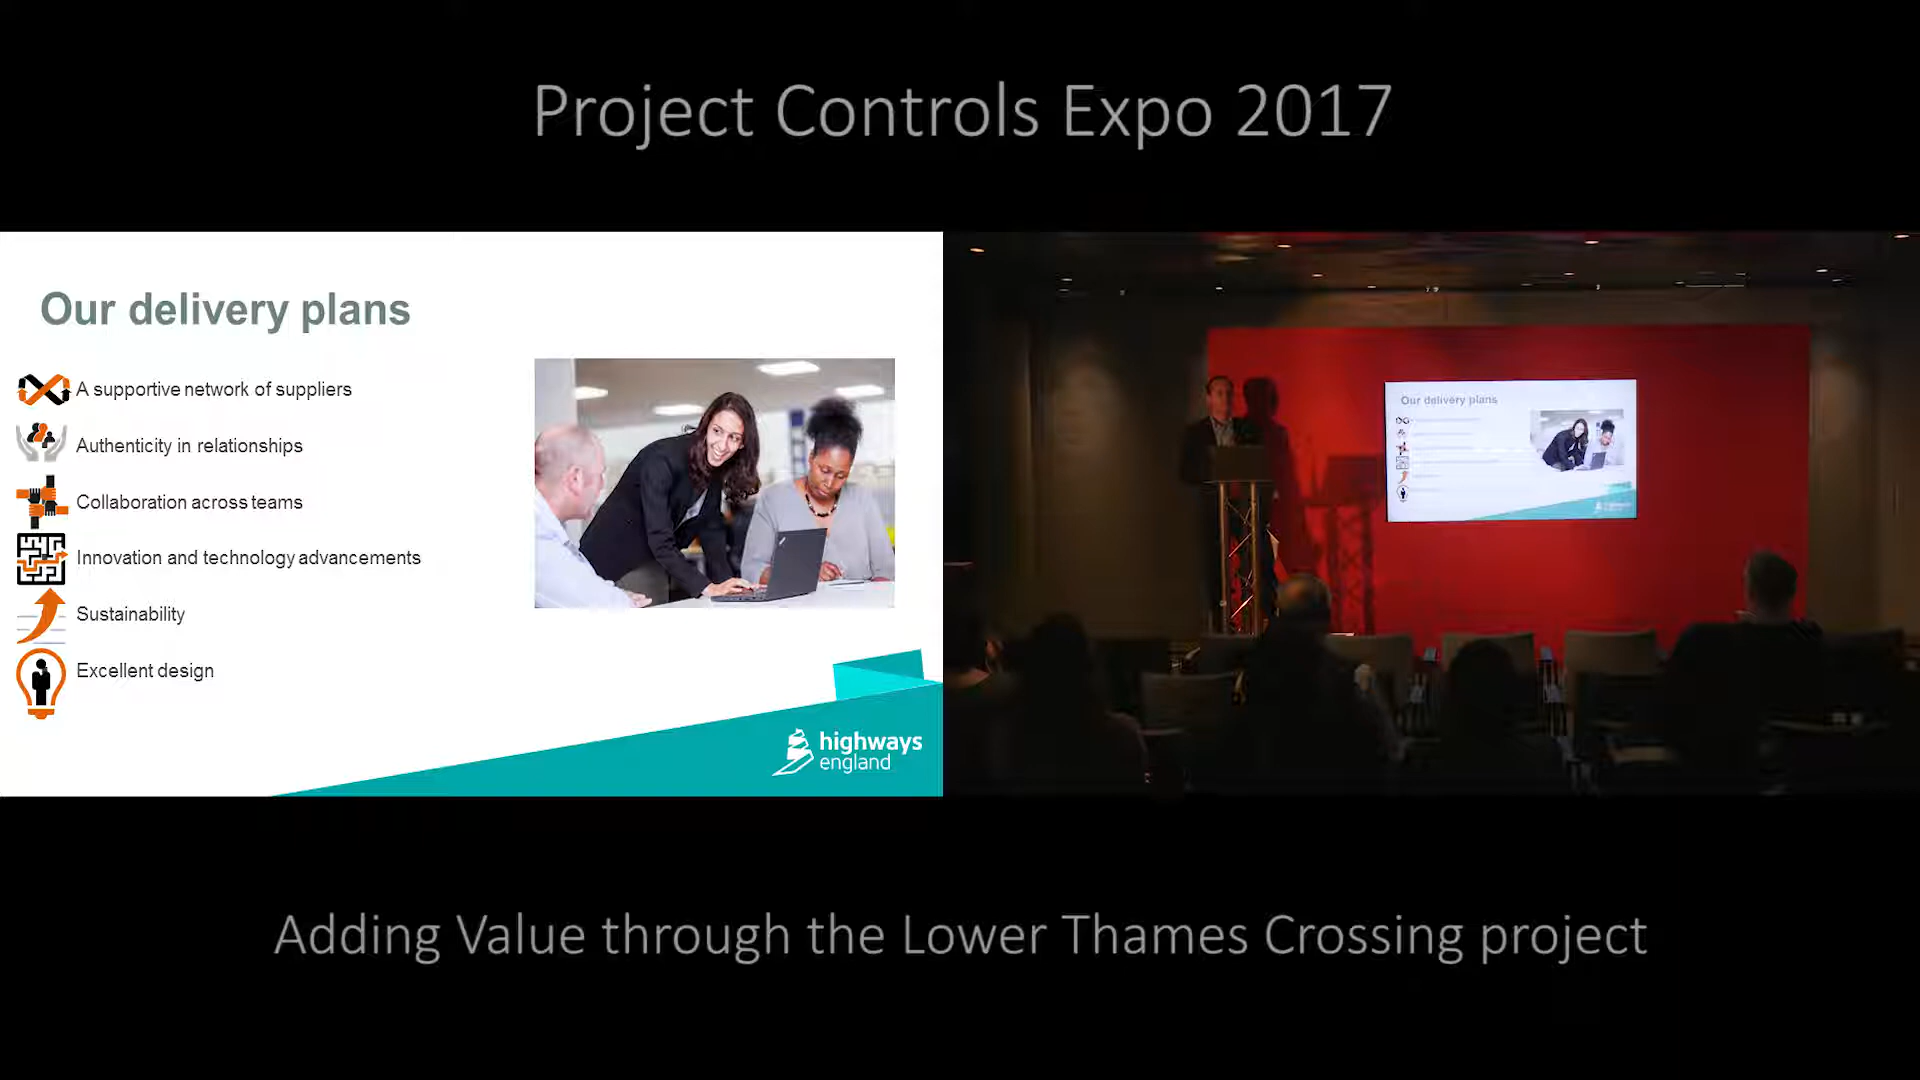 Project Controls Expo 2017
Our delivery plans
A supportive network of suppliers
Authenticity in relationships
Collaboration across teams
Innovation and technology advancements
Sustainability
Excellent design
highways
england
Our delivery plans
Adding Value through the Lower Thames Crossing project